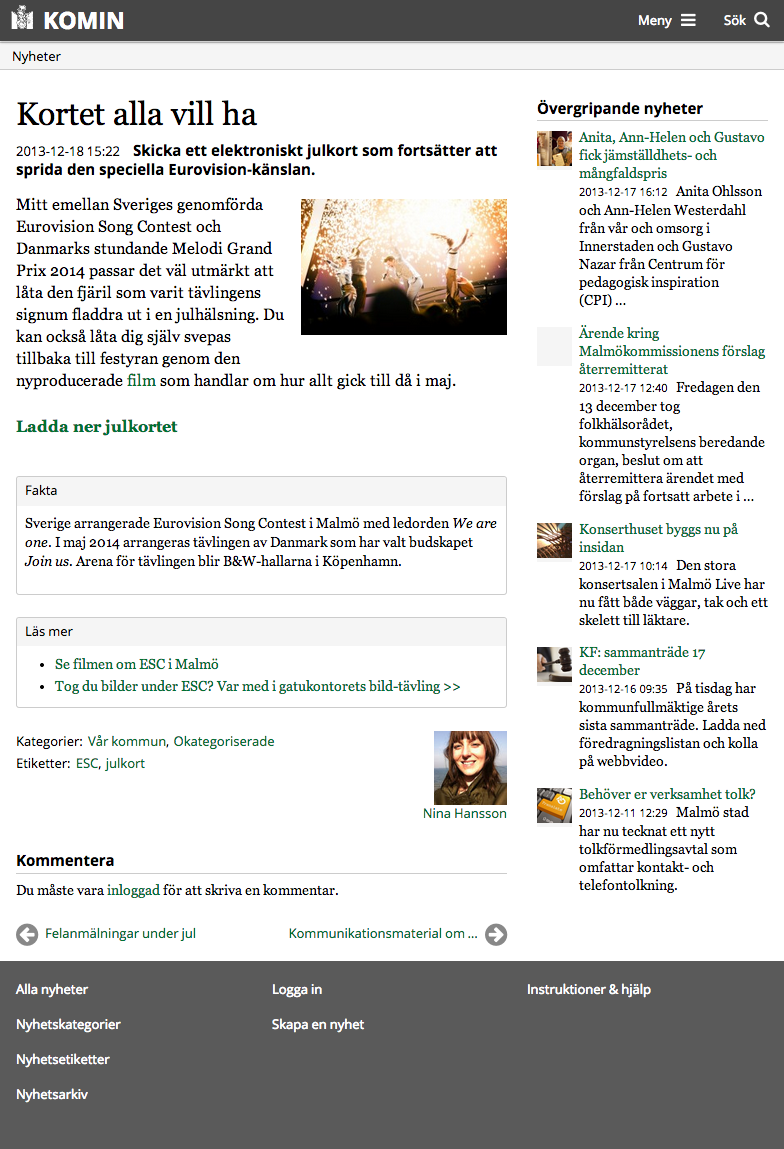 KOMIN
Meny
Sök
Nyheter
Kortet alla vill ha
2013-12-18 15:22 Skicka ett elektroniskt julkort som fortsätter att
sprida den speciella Eurovision-känslan.
Mitt emellan Sveriges genomförda
Eurovision Song Contest och
Danmarks stundande Melodi Grand
Prix 2014 passar det väl utmärkt att
låta den fjäril som varit tävlingens
signum fladdra ut i en julhälsning. Du
kan också låta dig själv svepas
tillbaka till festyran genom den
nyproducerade film som handlar om hur allt gick till då i maj.
Ladda ner julkortet
Fakta
Sverige arrangerade Eurovision Song Contest i Malmö med ledorden We are
one. I maj 2014 arrangeras tävlingen av Danmark som har valt budskapet
Join us. Arena för tävlingen blir B&W-hallarna i Köpenhamn.
Läs mer
• Se filmen om ESC i Malmö
• Tog du bilder under ESC? Var med i gatukontorets bild-tävling >>
Kategorier: Vår kommun, Okategoriserade
Etiketter: ESC, julkort
Nina Hansson
Kommentera
Du måste vara inloggad för att skriva en kommentar.
Felanmälningar under jul
Kommunikationsmaterial om ...
Övergripande nyheter
Anita, Ann-Helen och Gustavo
fick jämställdhets- och
mångfaldspris
2013-12-17 16:12 Anita Ohlsson
och Ann-Helen Westerdahl
från vår och omsorg i
Innerstaden och Gustavo
Nazar från Centrum för
pedagogisk inspiration
(CPI) ...
Ärende kring
Malmökommissionens förslag
återremitterat
2013-12-17 12:40 Fredagen den
13 december tog
folkhälsorådet,
kommunstyrelsens beredande
organ, beslut om att
återremittera ärendet med
förslag på fortsatt arbete i ...
Konserthuset byggs nu på
insidan
2013-12-17 10:14 Den stora
konsertsalen i Malmö Live har
nu fått både väggar, tak och ett
skelett till läktare.
KF: sammanträde 17
december
2013-12-16 09:35 På tisdag har
kommunfullmäktige årets
sista sammanträde. Ladda ned
föredragningslistan och kolla
på webbvideo.
Behöver er verksamhet tolk?
2013-12-11 12:29 Malmö stad
har nu tecknat ett nytt
tolkförmedlingsavtal som
omfattar kontakt- och
telefontolkning.
Alla nyheter
Nyhetskategorier
Nyhetsetiketter
Nyhetsarkiv
Logga in
Skapa en nyhet
Instruktioner & hjälp